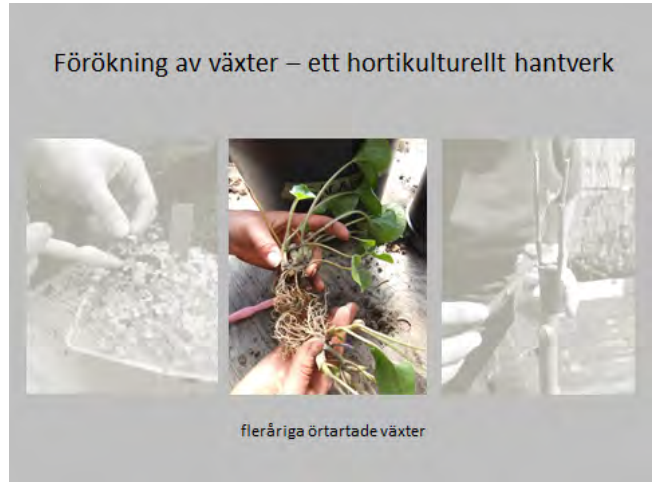 Förökning av växter – ett hortikulturellt hantverk
fleråriga örtartade växter